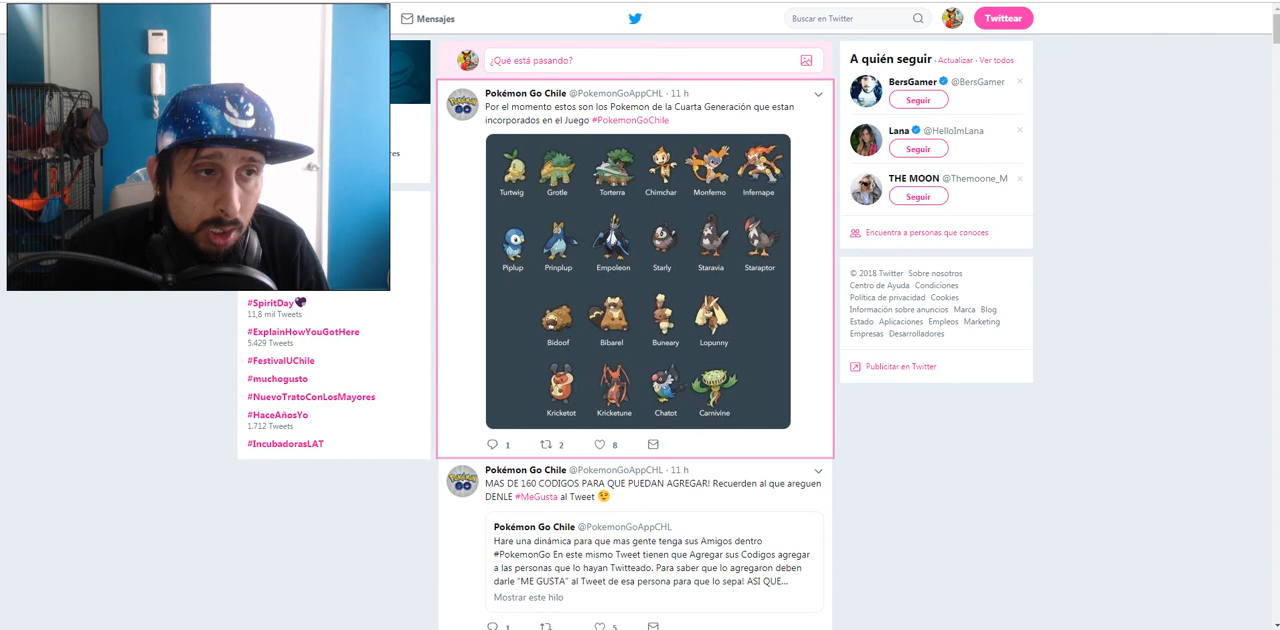 Mensajes
Buscar en Twitter
Twittear
¿Qué está pasando?
Pokémon Go Chile @PokemonGoAppCHL · 11 h
Por el momento estos son los Pokemon de la Cuarta Generación que estan
incorporados en el Juego #PokemonGoChile
Turtwig Grotle Torterra Chimchar Monferno Infernape
Piplup Prinplup Empoleon Starly Staravia Staraptor
Bidoof Bibarel Buneary Lopunny
Kricketot Kricketune Chatot Carnivine
1 2 8
Pokémon Go Chile @PokemonGoAppCHL · 11 h
MAS DE 160 CODIGOS PARA QUE PUEDAN AGREGAR! Recuerden al que areguen
DENLE #MeGusta al Tweet
Pokémon Go Chile @PokemonGoAppCHL
Hare una dinámica para que mas gente tenga sus Amigos dentro
#PokemonGo En este mismo Tweet tienen que Agregar sus Codigos agregar
a las personas que lo hayan Twitteado. Para saber que lo agregaron deben
darle "ME GUSTA" al Tweet de esa persona para que lo sepa! ASI QUE...
Mostrar este hilo
1 5
res
#SpiritDay
11,8 mil Tweets
#ExplainHowYouGotHere
5.429 Tweets
#FestivalUChile
#muchogusto
#NuevoTratoConLosMayores
#HaceAñosYo
1.712 Tweets
#IncubadorasLAT
A quién seguir · Actualizar · Ver todos
BersGamer @BersGamer
Seguir
Lana @HelloImLana
Seguir
THE MOON @Themoone_M
Seguir
Encuentra a personas que conoces
© 2018 Twitter Sobre nosotros
Centro de Ayuda Condiciones
Política de privacidad Cookies
Información sobre anuncios Marca Blog
Estado Aplicaciones Empleos Marketing
Empresas Desarrolladores
Publicitar en Twitter